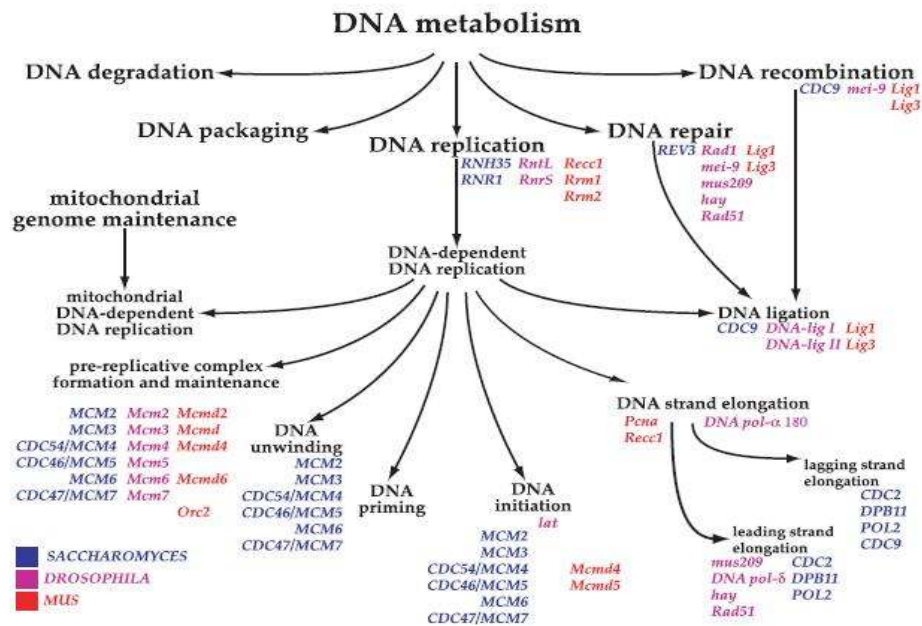 DNA metabolism
DNA degradation
DNA recombination
CDC9 mei-9 Lig1
Lig3
DNA packaging
DNA replication
RNH35 RntL Recc1
RNR1 RnrS Rrm1
Rrm2
DNA repair
REV3 Rad1 Lig1
mei-9 Lig3
mus209
hay
Rad51
mitochondrial
genome maintenance
DNA-dependent
DNA replication
mitochondrial
DNA-dependent
DNA replication
DNA ligation
CDC9 DNA-lig I Lig1
DNA-lig II Lig3
pre-replicative complex
formation and maintenance
MCM2 Mcm2 Mcmd2
MCM3 Mcm3 Mcmd
CDC54/MCM4 Mcm4 Mcmd4
CDC46/MCM5 Mcm5
MCM6 Mcm6 Mcmd6
CDC47/MCM7 Mcm7
Orc2
DNA
unwinding
MCM2
MCM3
CDC54/MCM4
CDC46/MCM5
MCM6
CDC47/MCM7
DNA
priming
DNA
initiation
lat
MCM2
MCM3
CDC54/MCM4 Mcmd4
CDC46/MCM5 Mcmd5
MCM6
CDC47/MCM7
DNA strand elongation
Pcna DNA pol-α 180
Recc1
lagging strand
elongation
CDC2
DPB11
POL2
CDC9
leading strand
elongation
mus209 CDC2
DNA pol-δ DPB11
hay POL2
Rad51
SACCHAROMYCES
DROSOPHILA
MUS